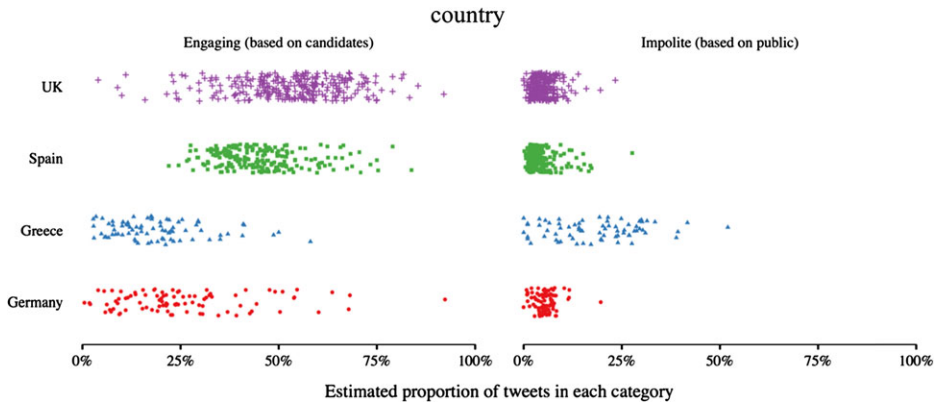 country
Engaging (based on candidates)
Impolite (based on public)
UK
Spain
Greece
Germany
0% 25% 50% 75% 100% 0% 25% 50% 75% 100%
Estimated proportion of tweets in each category